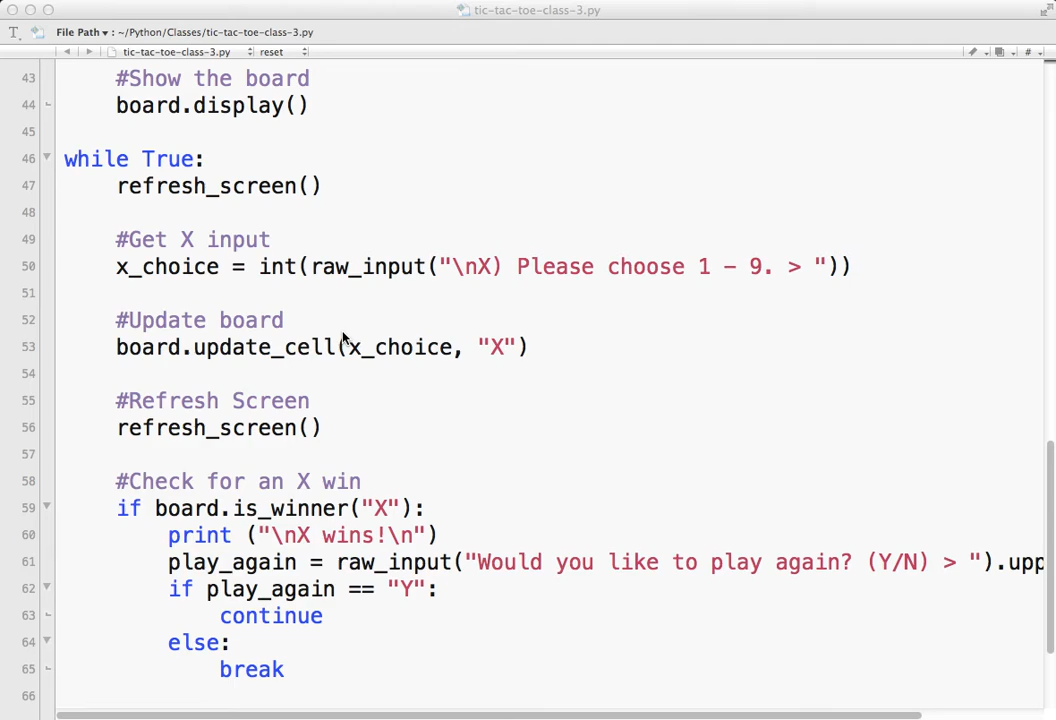 tic-tac-toe-class-3.py
File Path ▾ : ~/Python/Classes/tic-tac-toe-class-3.py
tic-tac-toe-class-3.py reset
43 #Show the board
44 board.display()
45
46 while True:
47 refresh_screen()
48
49 #Get X input
50 x_choice = int(raw_input("\nX) Please choose 1 - 9. > "))
51
52 #Update board
53 board.update_cell(x_choice, "X")
54
55 #Refresh Screen
56 refresh_screen()
57
58 #Check for an X win
59 if board.is_winner("X"):
60 print ("\nX wins!\n")
61 play_again = raw_input("Would you like to play again? (Y/N) > ").upp
62 if play_again == "Y":
63 continue
64 else:
65 break
66